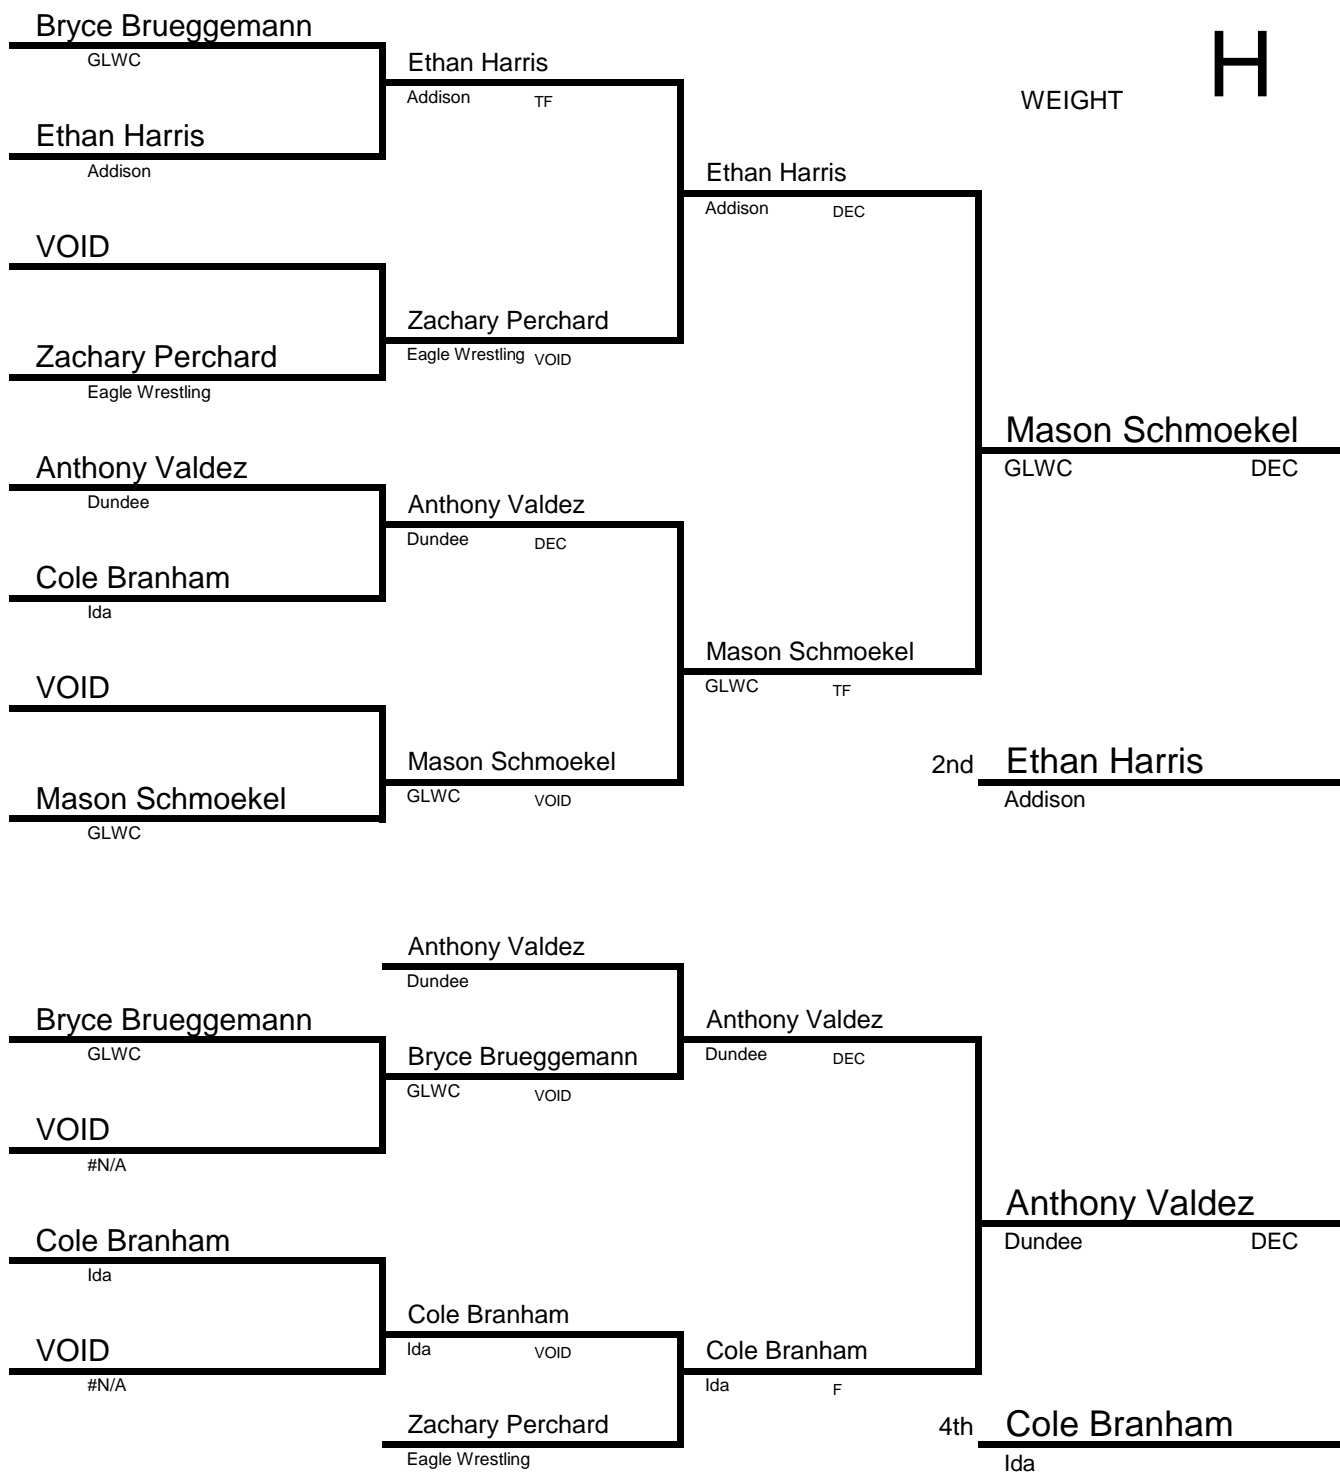 Bryce Brueggemann
GLWC
Ethan Harris
Addison TF
H
WEIGHT
Ethan Harris
Addison
Ethan Harris
Addison DEC
VOID
Zachary Perchard
Eagle Wrestling VOID
Zachary Perchard
Eagle Wrestling
Mason Schmoekel
GLWC DEC
Anthony Valdez
Dundee
Anthony Valdez
Dundee DEC
Cole Branham
Ida
Mason Schmoekel
GLWC TF
VOID
Mason Schmoekel
GLWC VOID
2nd Ethan Harris
Addison
Mason Schmoekel
GLWC
Anthony Valdez
Dundee
Bryce Brueggemann
GLWC
Anthony Valdez
Dundee DEC
Bryce Brueggemann
GLWC VOID
VOID
#N/A
Anthony Valdez
Dundee DEC
Cole Branham
Ida
Cole Branham
Ida VOID
VOID
#N/A
Cole Branham
Ida F
Zachary Perchard
Eagle Wrestling
4th Cole Branham
Ida